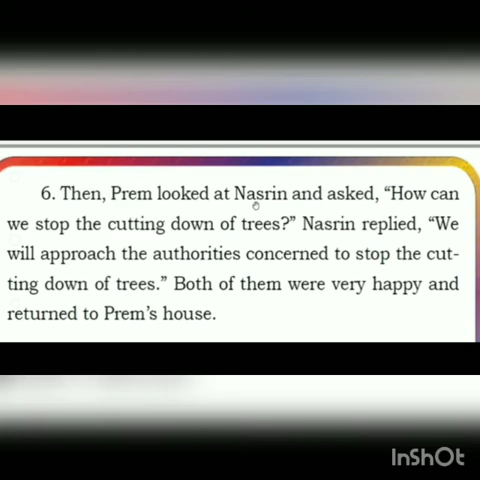 6. Then, Prem looked at Nasrin and asked, “How can
we stop the cutting down of trees?” Nasrin replied, “We
will approach the authorities concerned to stop the cut-
ting down of trees.” Both of them were very happy and
returned to Prem’s house.
InShOt